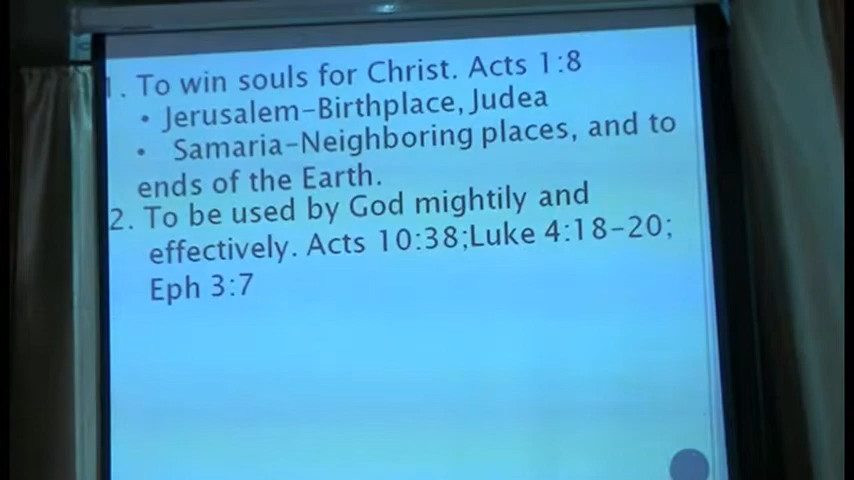 1. To win souls for Christ. Acts 1:8
• Jerusalem-Birthplace, Judea
• Samaria-Neighboring places, and to
ends of the Earth.
2. To be used by God mightily and
effectively. Acts 10:38;Luke 4:18-20;
Eph 3:7